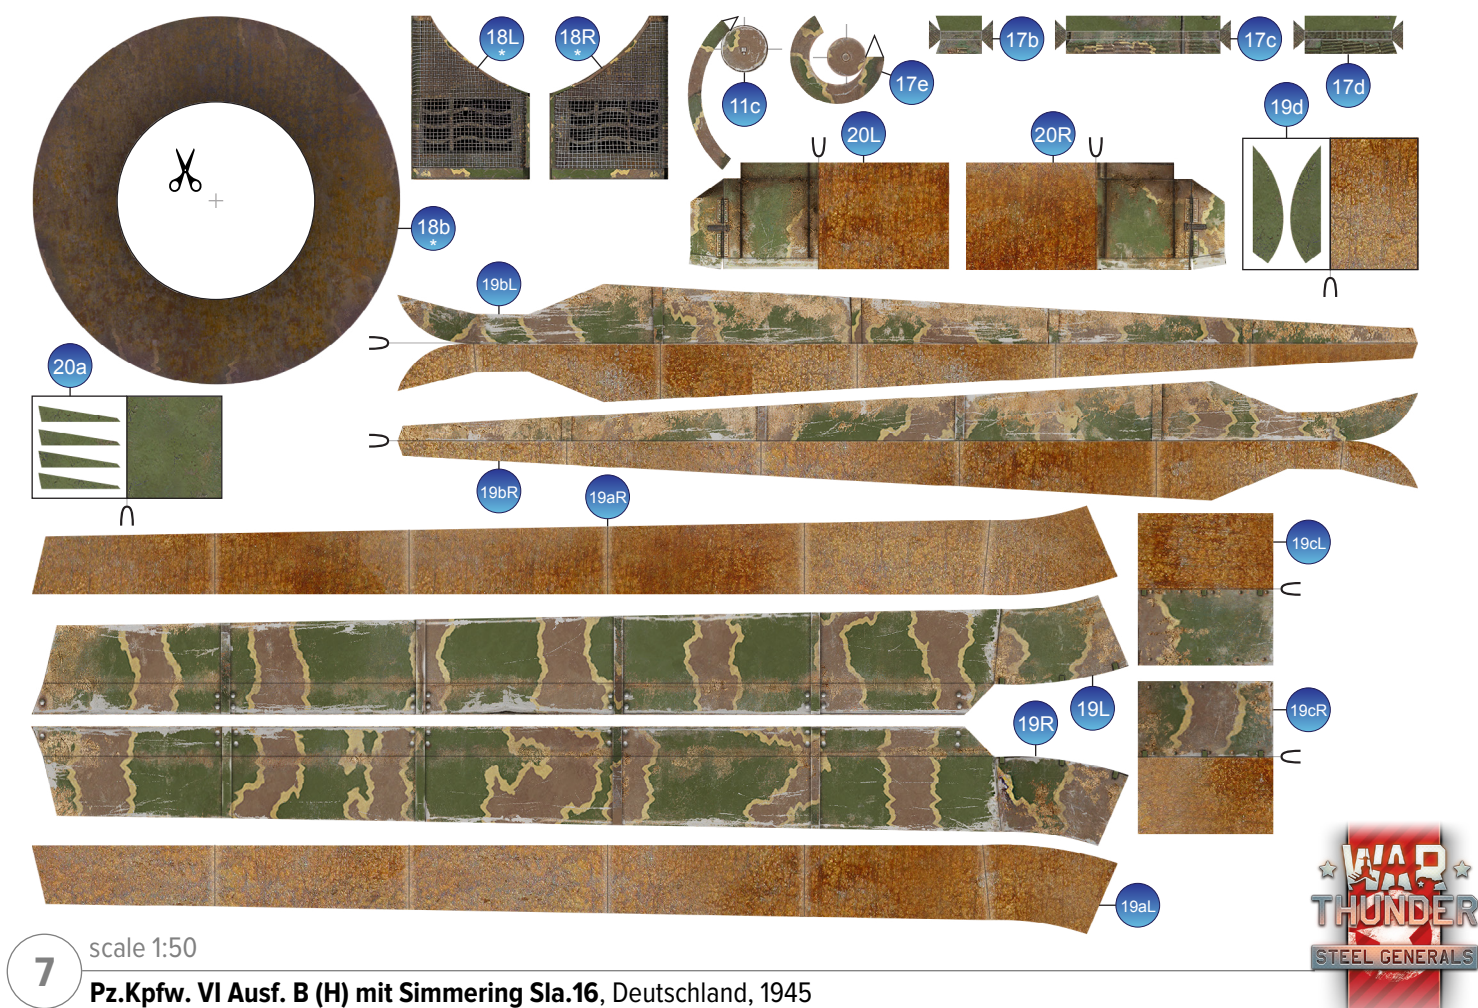 18L
*
18R
*
11c
17e
17b
17c
17d
19d
20L
20R
18b
*
19bL
20a
19bR
19aR
19cL
19L
19R
19cR
19aL
WAR
THUNDER
STEEL GENERALS
7
scale 1:50
Pz.Kpfw. VI Ausf. B (H) mit Simmering Sla.16, Deutschland, 1945